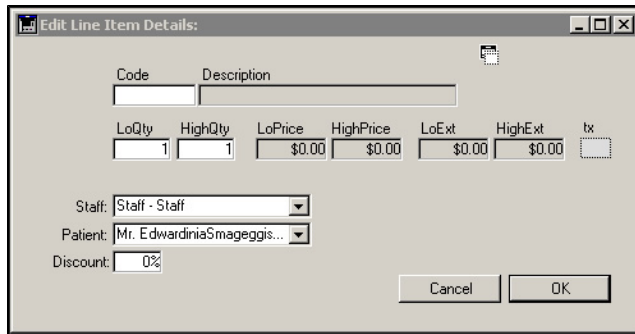 Edit Line Item Details:
Code Description
LoQty HighQty LoPrice HighPrice LoExt HighExt tx
1 1 $0.00 $0.00 $0.00 $0.00
Staff: Staff - Staff
Patient: Mr. EdwardiniaSmageggis...
Discount: 0%
Cancel OK